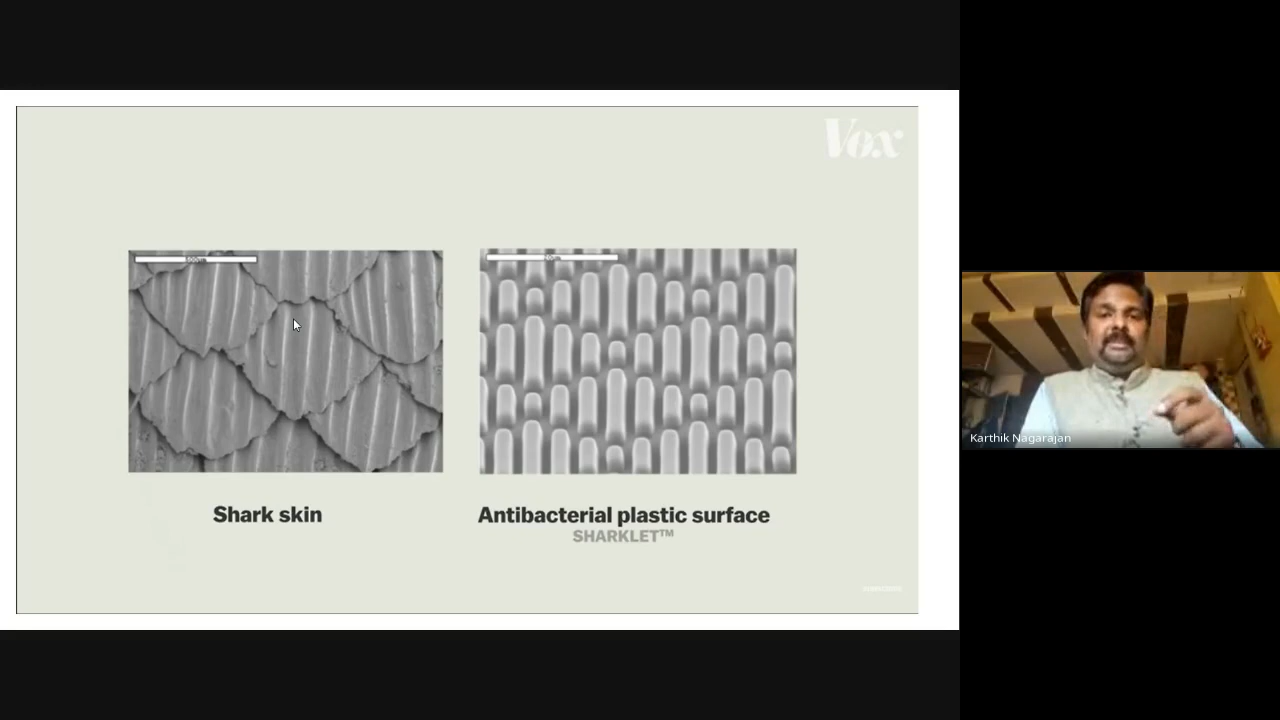 Vox
Shark skin
Antibacterial plastic surface
SHARKLET™
Karthik Nagarajan